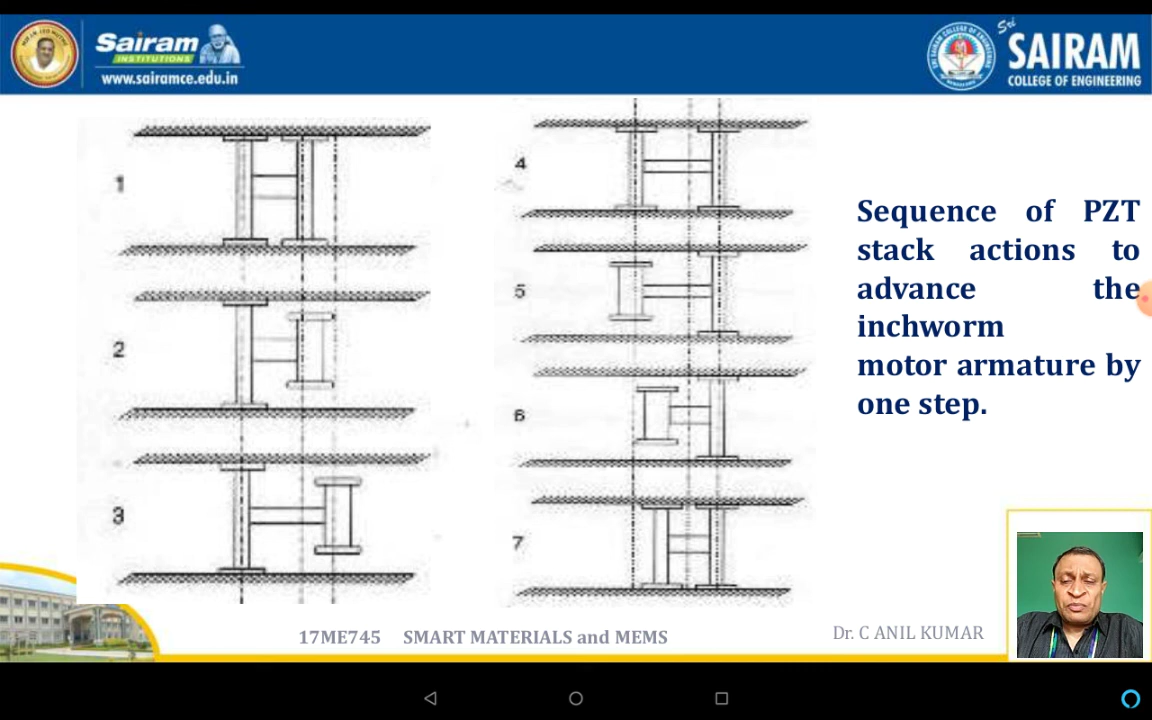 Sairam
INSTITUTIONS
www.sairamce.edu.in
Sri
SAIRAM
COLLEGE OF ENGINEERING
1
2
3
4
5
6
7
Sequence of PZT
stack actions to
advance the
inchworm
motor armature by
one step.
17ME745 SMART MATERIALS and MEMS
Dr. C ANIL KUMAR